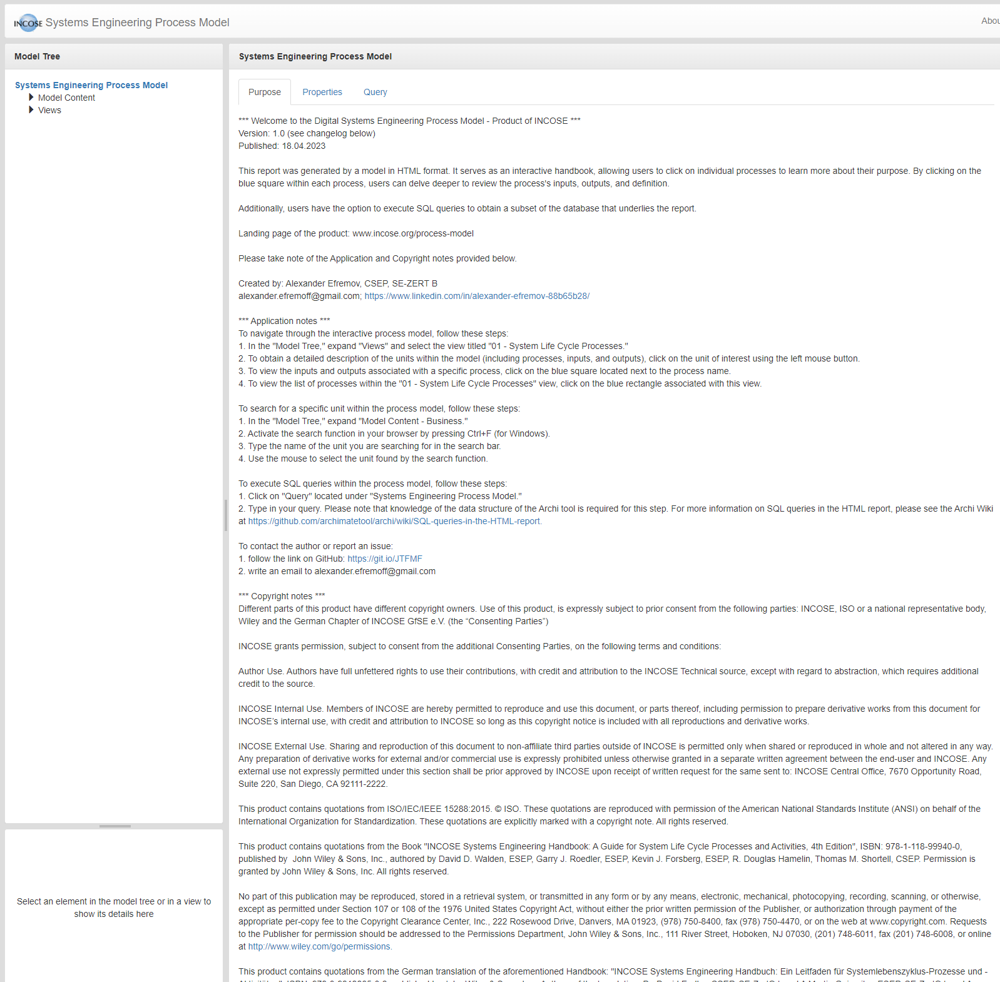 INCOSE Systems Engineering Process Model
Abou
Model Tree
Systems Engineering Process Model
Model Content
Views
Select an element in the model tree or in a view to
show its details here
Systems Engineering Process Model
Purpose Properties Query
*** Welcome to the Digital Systems Engineering Process Model - Product of INCOSE ***
Version: 1.0 (see changelog below)
Published: 18.04.2023
This report was generated by a model in HTML format. It serves as an interactive handbook, allowing users to click on individual processes to learn more about their purpose. By clicking on the
blue square within each process, users can delve deeper to review the process's inputs, outputs, and definition.
Additionally, users have the option to execute SQL queries to obtain a subset of the database that underlies the report.
Landing page of the product: www.incose.org/process-model
Please take note of the Application and Copyright notes provided below.
Created by: Alexander Efremov, CSEP, SE-ZERT B
alexander.efremoff@gmail.com; https://www.linkedin.com/in/alexander-efremov-88b65b28/
*** Application notes ***
To navigate through the interactive process model, follow these steps:
1. In the "Model Tree," expand "Views" and select the view titled "01 - System Life Cycle Processes."
2. To obtain a detailed description of the units within the model (including processes, inputs, and outputs), click on the unit of interest using the left mouse button.
3. To view the inputs and outputs associated with a specific process, click on the blue square located next to the process name.
4. To view the list of processes within the "01 - System Life Cycle Processes" view, click on the blue rectangle associated with this view.
To search for a specific unit within the process model, follow these steps:
1. In the "Model Tree," expand "Model Content - Business."
2. Activate the search function in your browser by pressing Ctrl+F (for Windows).
3. Type the name of the unit you are searching for in the search bar.
4. Use the mouse to select the unit found by the search function.
To execute SQL queries within the process model, follow these steps:
1. Click on "Query" located under "Systems Engineering Process Model."
2. Type in your query. Please note that knowledge of the data structure of the Archi tool is required for this step. For more information on SQL queries in the HTML report, please see the Archi Wiki
at https://github.com/archimatetool/archi/wiki/SQL-queries-in-the-HTML-report.
To contact the author or report an issue:
1. follow the link on GitHub: https://git.io/JTFMF
2. write an email to alexander.efremoff@gmail.com
*** Copyright notes ***
Different parts of this product have different copyright owners. Use of this product, is expressly subject to prior consent from the following parties: INCOSE, ISO or a national representative body,
Wiley and the German Chapter of INCOSE GfSE e.V. (the “Consenting Parties”)
INCOSE grants permission, subject to consent from the additional Consenting Parties, on the following terms and conditions:
Author Use. Authors have full unfettered rights to use their contributions, with credit and attribution to the INCOSE Technical source, except with regard to abstraction, which requires additional
credit to the source.
INCOSE Internal Use. Members of INCOSE are hereby permitted to reproduce and use this document, or parts thereof, including permission to prepare derivative works from this document for
INCOSE’s internal use, with credit and attribution to INCOSE so long as this copyright notice is included with all reproductions and derivative works.
INCOSE External Use. Sharing and reproduction of this document to non-affiliate third parties outside of INCOSE is permitted only when shared or reproduced in whole and not altered in any way.
Any preparation of derivative works for external and/or commercial use is expressly prohibited unless otherwise granted in a separate written agreement between the end-user and INCOSE. Any
external use not expressly permitted under this section shall be prior approved by INCOSE upon receipt of written request for the same sent to: INCOSE Central Office, 7670 Opportunity Road,
Suite 220, San Diego, CA 92111-2222.
This product contains quotations from ISO/IEC/IEEE 15288:2015. © ISO. These quotations are reproduced with permission of the American National Standards Institute (ANSI) on behalf of the
International Organization for Standardization. These quotations are explicitly marked with a copyright note. All rights reserved.
This product contains quotations from the Book "INCOSE Systems Engineering Handbook: A Guide for System Life Cycle Processes and Activities, 4th Edition", ISBN: 978-1-118-99940-0,
published by John Wiley & Sons, Inc., authored by David D. Walden, ESEP, Garry J. Roedler, ESEP, Kevin J. Forsberg, ESEP, R. Douglas Hamelin, Thomas M. Shortell, CSEP. Permission is
granted by John Wiley & Sons, Inc. All rights reserved.
No part of this publication may be reproduced, stored in a retrieval system, or transmitted in any form or by any means, electronic, mechanical, photocopying, recording, scanning, or otherwise,
except as permitted under Section 107 or 108 of the 1976 United States Copyright Act, without either the prior written permission of the Publisher, or authorization through payment of the
appropriate per-copy fee to the Copyright Clearance Center, Inc., 222 Rosewood Drive, Danvers, MA 01923, (978) 750-8400, fax (978) 750-4470, or on the web at www.copyright.com. Requests
to the Publisher for permission should be addressed to the Permissions Department, John Wiley & Sons, Inc., 111 River Street, Hoboken, NJ 07030, (201) 748-6011, fax (201) 748-6008, or online
at http://www.wiley.com/go/permissions.
This product contains quotations from the German translation of the aforementioned Handbook: "INCOSE Systems Engineering Handbuch: Ein Leitfaden für Systemlebenszyklus-Prozesse und -